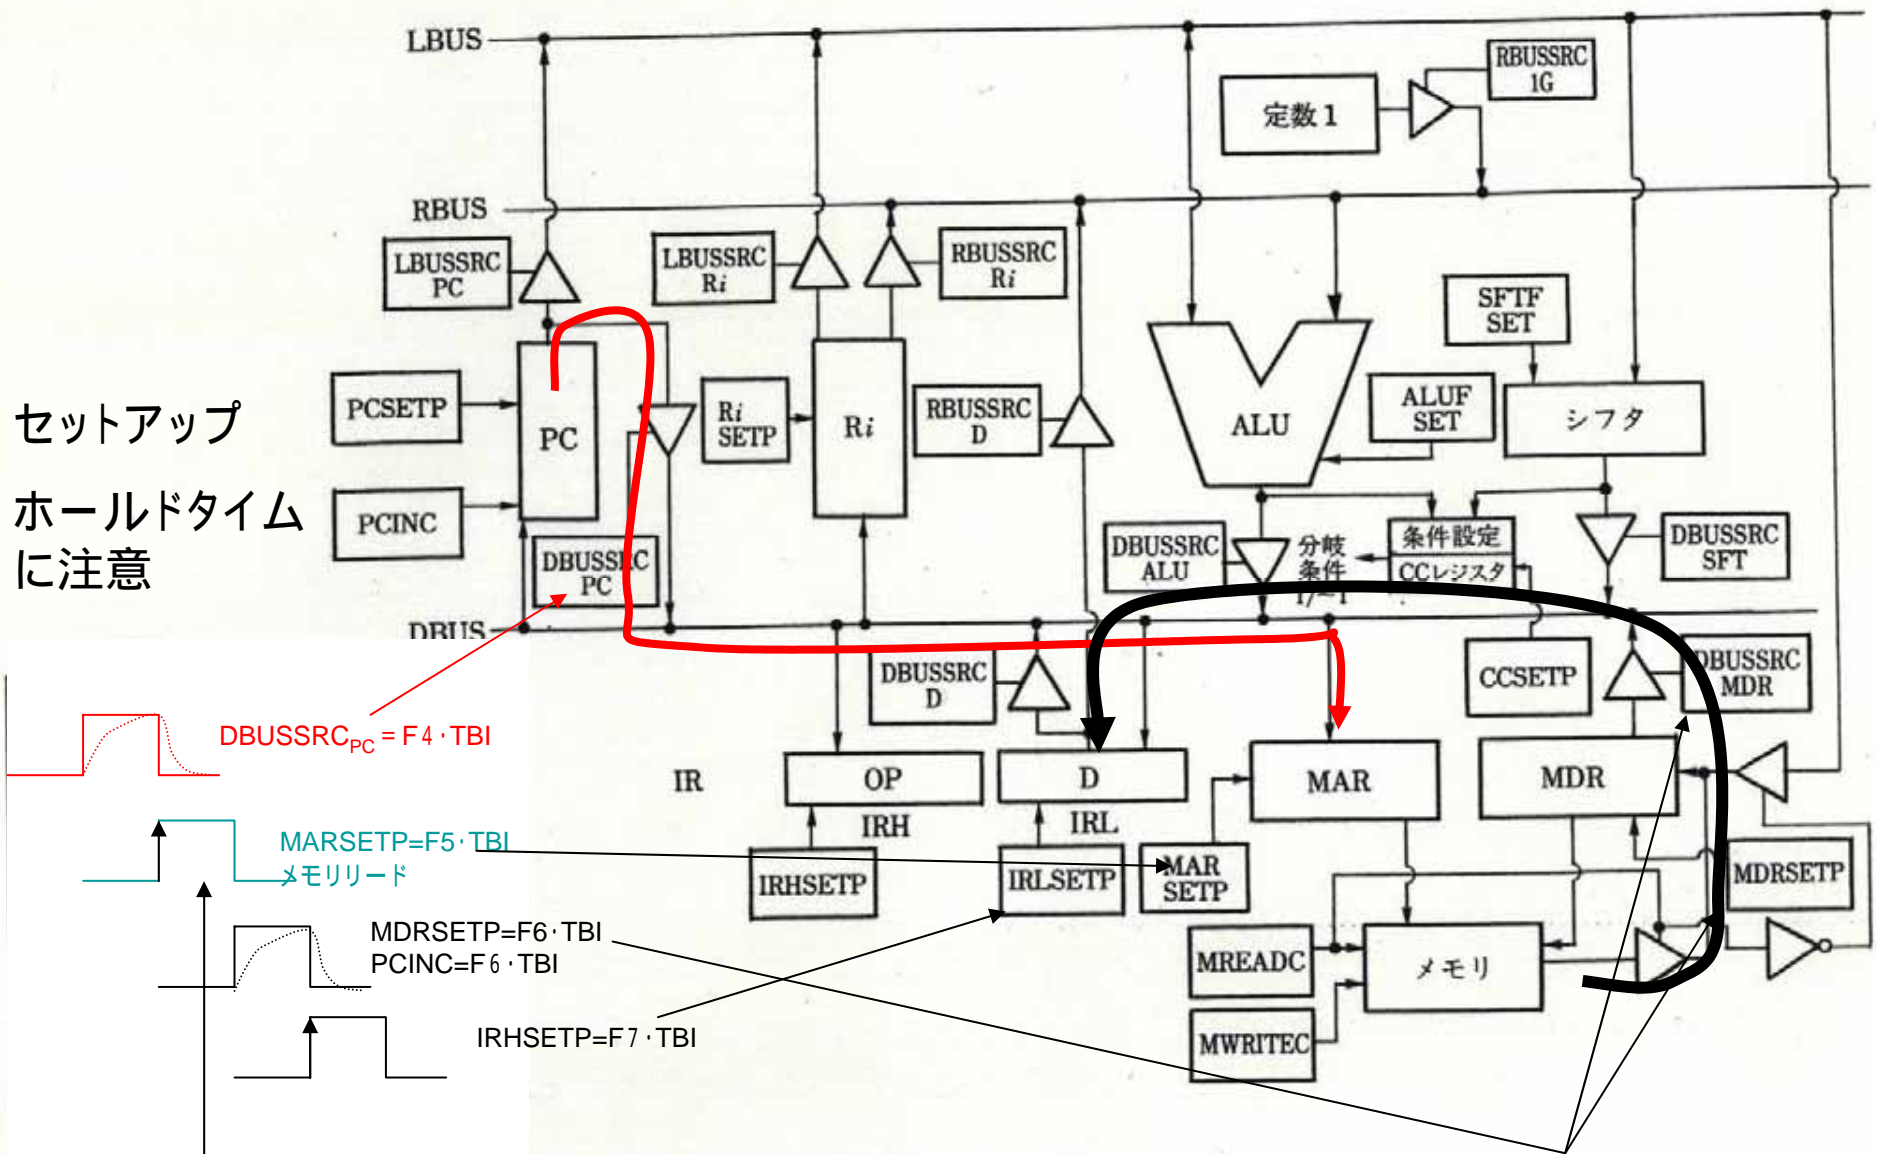 LBUS
RBUSSRC
1G
定数1
RBUS
LBUSSRC
PC
LBUSSRC
Ri
RBUSSRC
Ri
SFTF
SET
PCSETP
PC
Ri
SETP
Ri
RBUSSRC
D
ALU
ALUF
SET
シフタ
セットアップ
ホールドタイム
に注意
PCINC
DBUSSRC
PC
DBUSSRC
ALU
分岐
条件
条件設定
CCレジスタ
DBUSSRC
SFT
DBUS
DBUSSRC
D
CCSETP
DBUSSRC
MDR
DBUSSRCPC = F4・TBI
IR
OP
D
MAR
MDR
IRH
IRL
MARSETP=F5・TBI
メモリリード
IRHSETP
IRLSETP
MAR
SETP
MDRSETP
MDRSETP=F6・TBI
PCINC=F6・TBI
MREADC
メモリ
IRHSETP=F7・TBI
MWRITEC